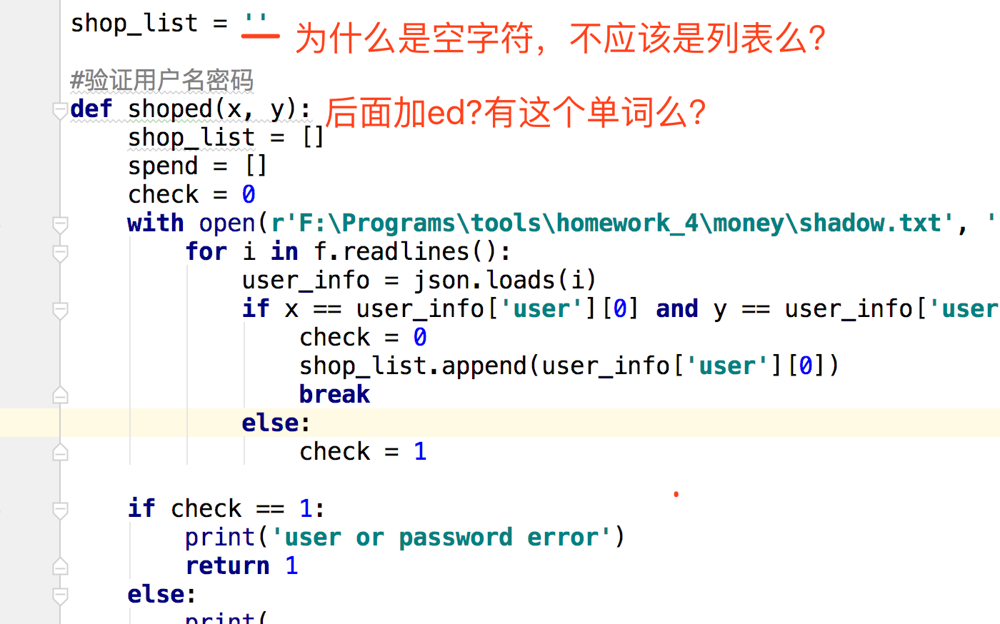 shop_list = '' 为什么是空字符，不应该是列表么?
#验证用户名密码
def shoped(x, y): 后面加ed?有这个单词么?
shop_list = []
spend = []
check = 0
with open(r'F:\Programs\tools\homework_4\money\shadow.txt', '
for i in f.readlines():
user_info = json.loads(i)
if x == user_info['user'][0] and y == user_info['user
check = 0
shop_list.append(user_info['user'][0])
break
else:
check = 1
if check == 1:
print('user or password error')
return 1
else:
print(